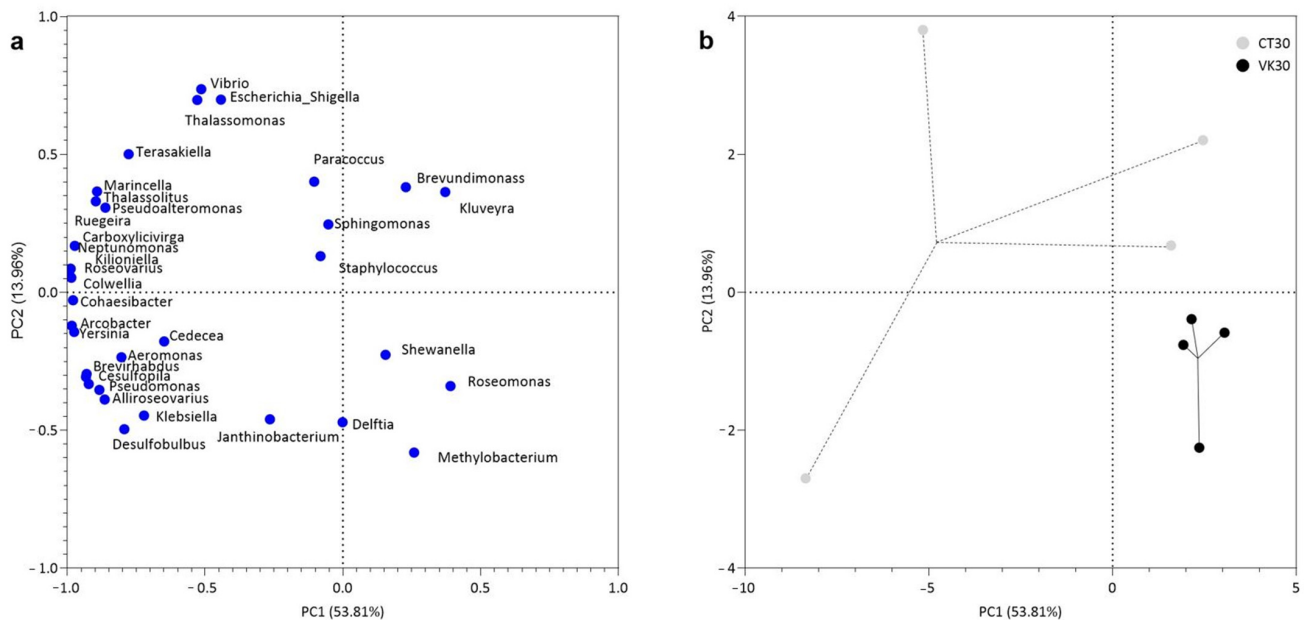 a
1.0
0.5
0.0
−0.5
−1.0
PC2 (13.96%)
Vibrio
Escherichia_Shigella
Thalassomonas
Terasakiella
Paracoccus
Brevundimonass
Marincella
Thalassolitus
Pseudoalteromonas
Kluveyra
Ruegeira
Sphingomonas
Carboxylicivirga
Neptunomonas
Kilioniella
Roseovarius
Staphylococcus
Colwellia
Cohaesibacter
Arcobacter
Yersinia
Cedecea
Aeromonas
Shewanella
Brevirhabdus
Cesulfopila
Pseudomonas
Roseomonas
Alliroseovarius
Klebsiella
Delftia
Janthinobacterium
Desulfobulbus
Methylobacterium
−1.0 −0.5 0.0 0.5 1.0
PC1 (53.81%)
b
4
2
0
−2
−4
PC2 (13.96%)
CT30
VK30
−10 −5 0 5
PC1 (53.81%)